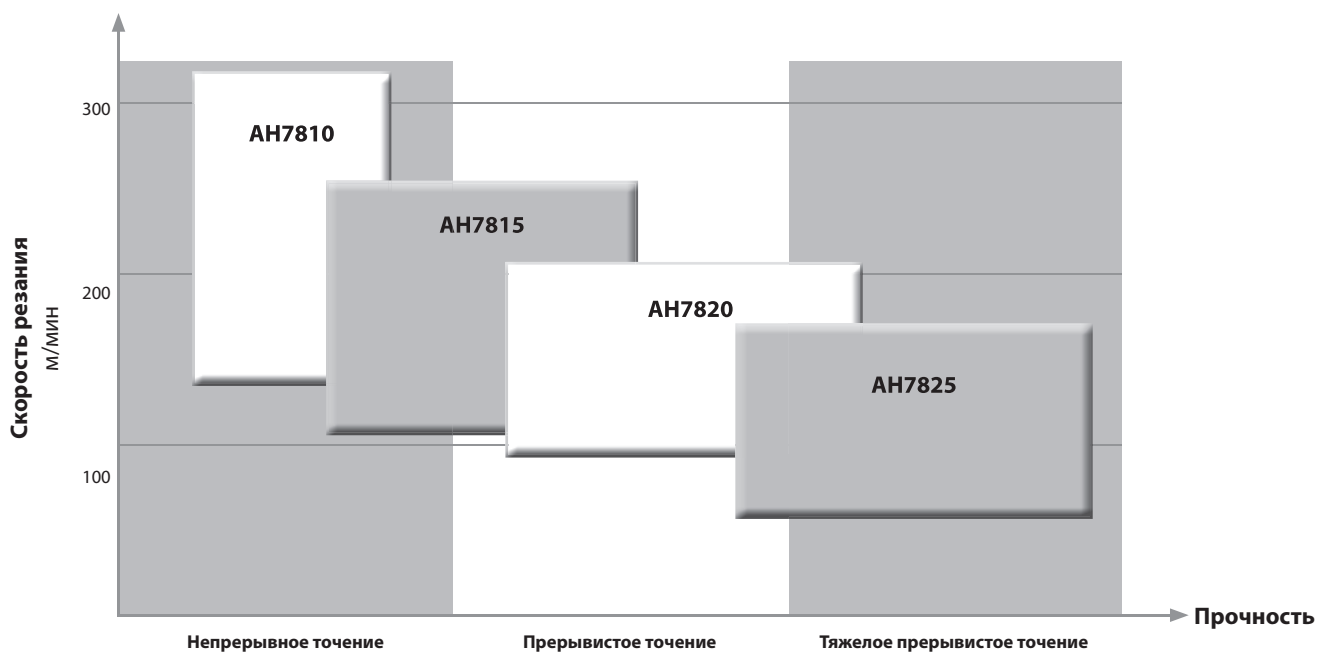 300
AH7810
AH7815
200
AH7820
AH7825
100
Скорость резания
м/мин
Прочность
Непрерывное точение
Прерывистое точение
Тяжелое прерывистое точение